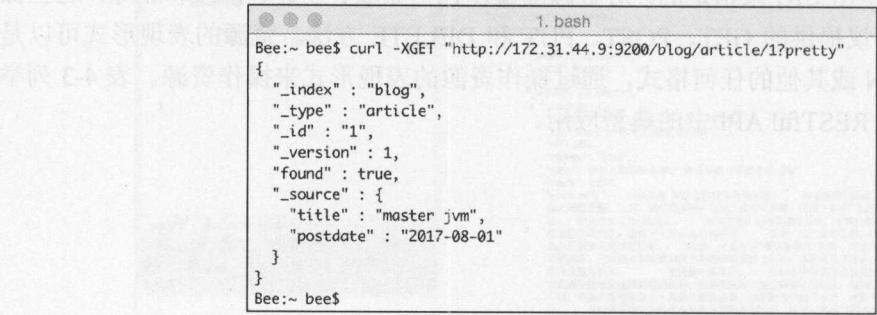 1. bash
Bee:~ bee$ curl -XGET "http://172.31.44.9:9200/blog/article/1?pretty"
{
"_index" : "blog",
"_type" : "article",
"_id" : "1",
"_version" : 1,
"found" : true,
"_source" : {
"title" : "master jvm",
"postdate" : "2017-08-01"
}
}
Bee:~ bee$